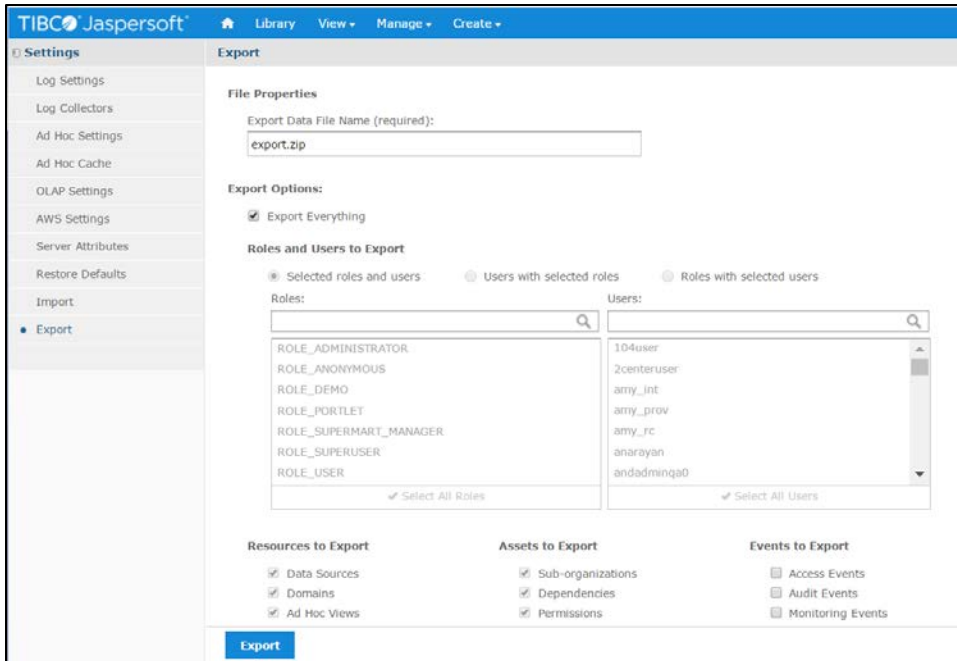 TIBCO Jaspersoft Library View Manage Create
Settings
Export
Log Settings
Log Collectors
Ad Hoc Settings
Ad Hoc Cache
OLAP Settings
AWS Settings
Server Attributes
Restore Defaults
Import
Export
File Properties
Export Data File Name (required):
export.zip
Export Options:
Export Everything
Roles and Users to Export
Selected roles and users Users with selected roles Roles with selected users
Roles: Users:
ROLE_ADMINISTRATOR 104user
ROLE_ANONYMOUS 2centeruser
ROLE_DEMO amy_int
ROLE_PORTLET amy_prov
ROLE_SUPERMART_MANAGER amy_rc
ROLE_SUPERUSER anarayan
ROLE_USER andadminqa0
Select All Roles Select All Users
Resources to Export Assets to Export Events to Export
Data Sources Sub-organizations Access Events
Domains Dependencies Audit Events
Ad Hoc Views Permissions Monitoring Events
Export